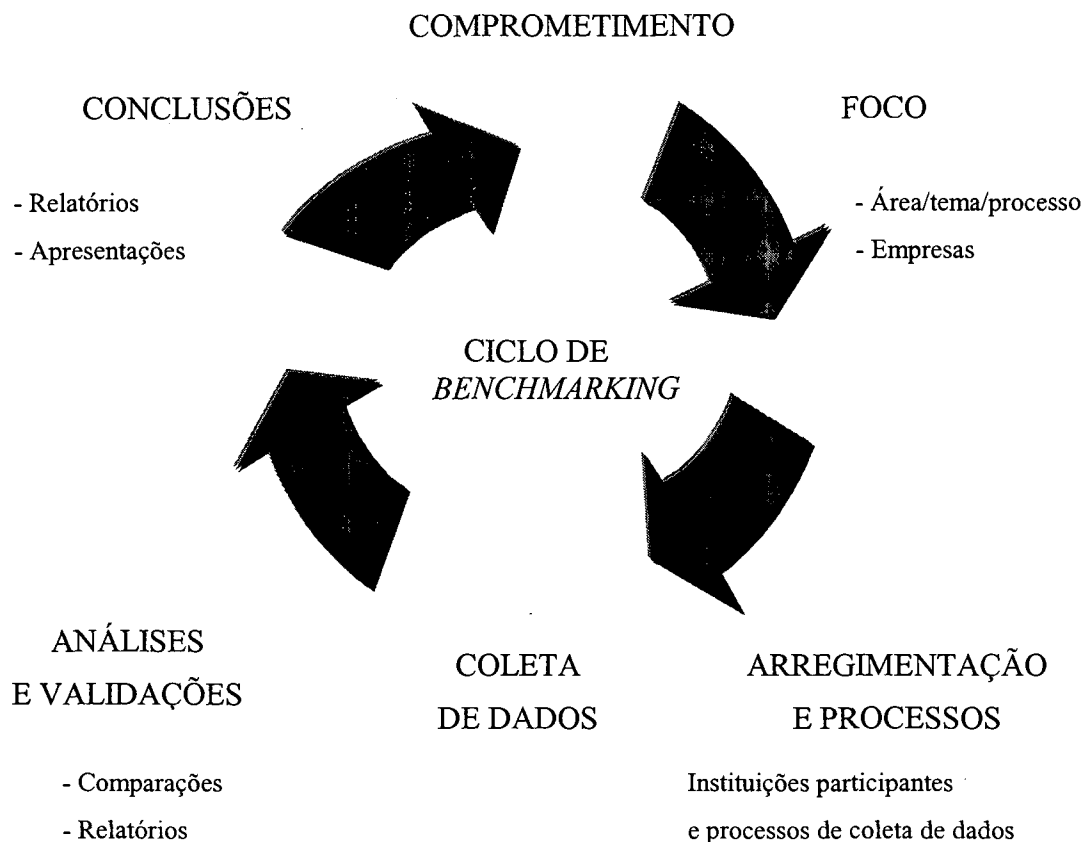 COMPROMETIMENTO
CONCLUSÕES
- Relatórios
- Apresentações
FOCO
- Área/tema/processo
- Empresas
CICLO DE
BENCHMARKING
ANÁLISES
E VALIDAÇÕES
- Comparações
- Relatórios
COLETA
DE DADOS
ARREGIMENTAÇÃO
E PROCESSOS
Instituições participantes
e processos de coleta de dados